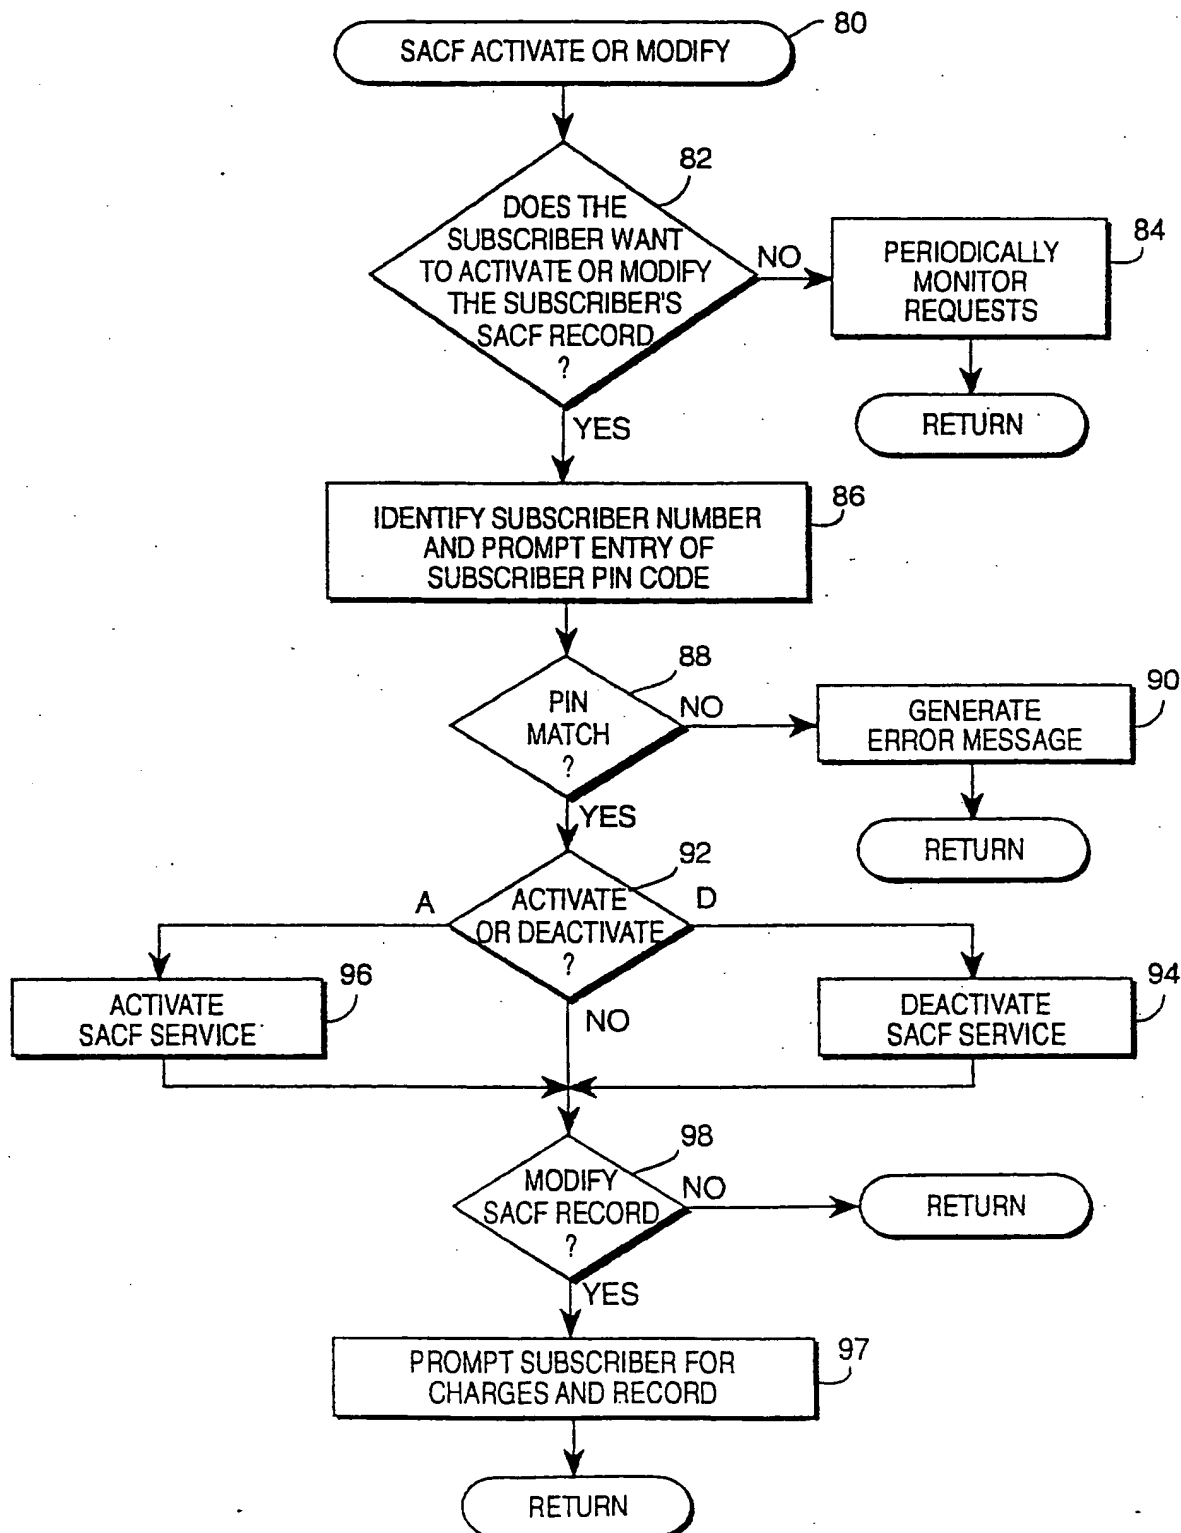 80
SACF ACTIVATE OR MODIFY
82
DOES THE
SUBSCRIBER WANT
TO ACTIVATE OR MODIFY
THE SUBSCRIBER'S
SACF RECORD
?
NO
84
PERIODICALLY
MONITOR
REQUESTS
RETURN
YES
86
IDENTIFY SUBSCRIBER NUMBER
AND PROMPT ENTRY OF
SUBSCRIBER PIN CODE
88
PIN
MATCH
?
NO
90
GENERATE
ERROR MESSAGE
RETURN
YES
92
ACTIVATE
OR DEACTIVATE
?
A
D
96
ACTIVATE
SACF SERVICE
94
DEACTIVATE
SACF SERVICE
NO
98
MODIFY
SACF RECORD
?
NO
RETURN
YES
97
PROMPT SUBSCRIBER FOR
CHARGES AND RECORD
RETURN